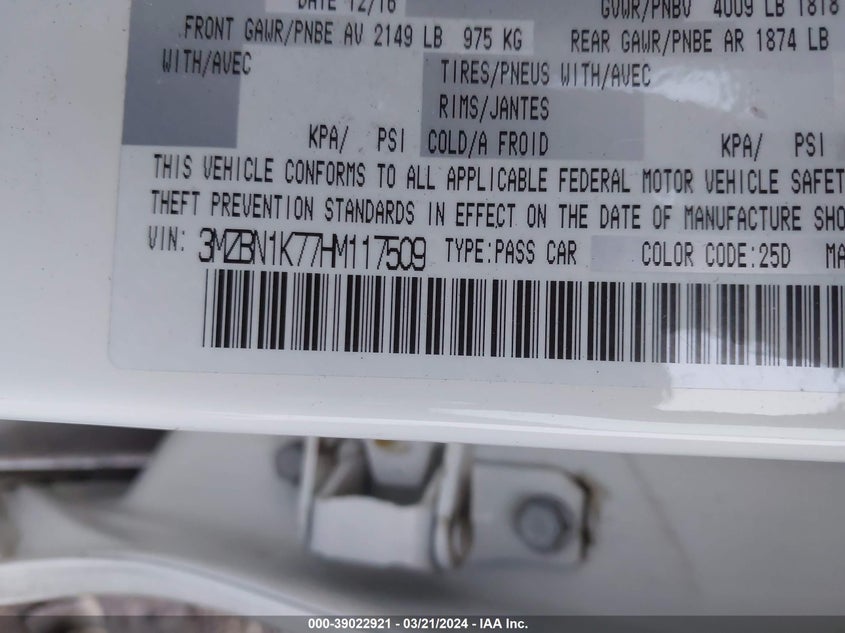 DATE 12/16 GVWR/PNBV 4009 LB 1818
FRONT GAWR/PNBE AV 2149 LB 975 KG REAR GAWR/PNBE AR 1874 LB
WITH/AVEC TIRES/PNEUS WITH/AVEC
RIMS/JANTES
KPA/ PSI COLD/A FROID KPA/ PSI
THIS VEHICLE CONFORMS TO ALL APPLICABLE FEDERAL MOTOR VEHICLE SAFET
THEFT PREVENTION STANDARDS IN EFFECT ON THE DATE OF MANUFACTURE SHO
VIN: 3MZBN1K77HM117509 TYPE:PASS CAR COLOR CODE:25D MA
000-39022921 - 03/21/2024 - IAA Inc.